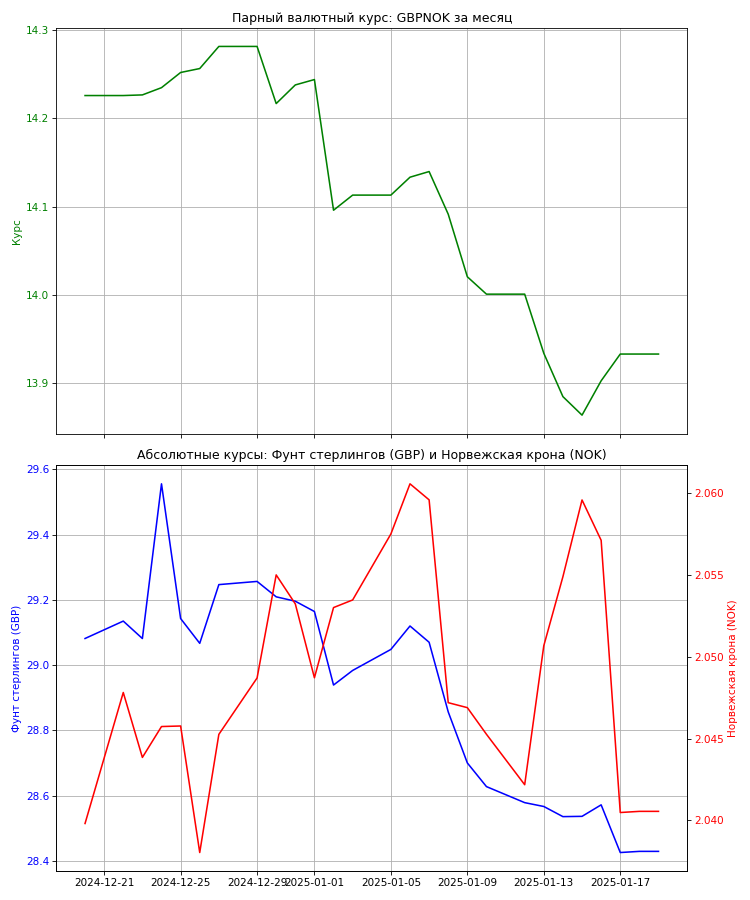 Парный валютный курс: GBPNOK за месяц
14.3
14.2
14.1
14.0
13.9
Курс
Абсолютные курсы: Фунт стерлингов (GBP) и Норвежская крона (NOK)
29.6
29.4
29.2
29.0
28.8
28.6
28.4
Фунт стерлингов (GBP)
2.060
2.055
2.050
2.045
2.040
Норвежская крона (NOK)
2024-12-21 2024-12-25 2024-12-29 2025-01-01 2025-01-05 2025-01-09 2025-01-13 2025-01-17